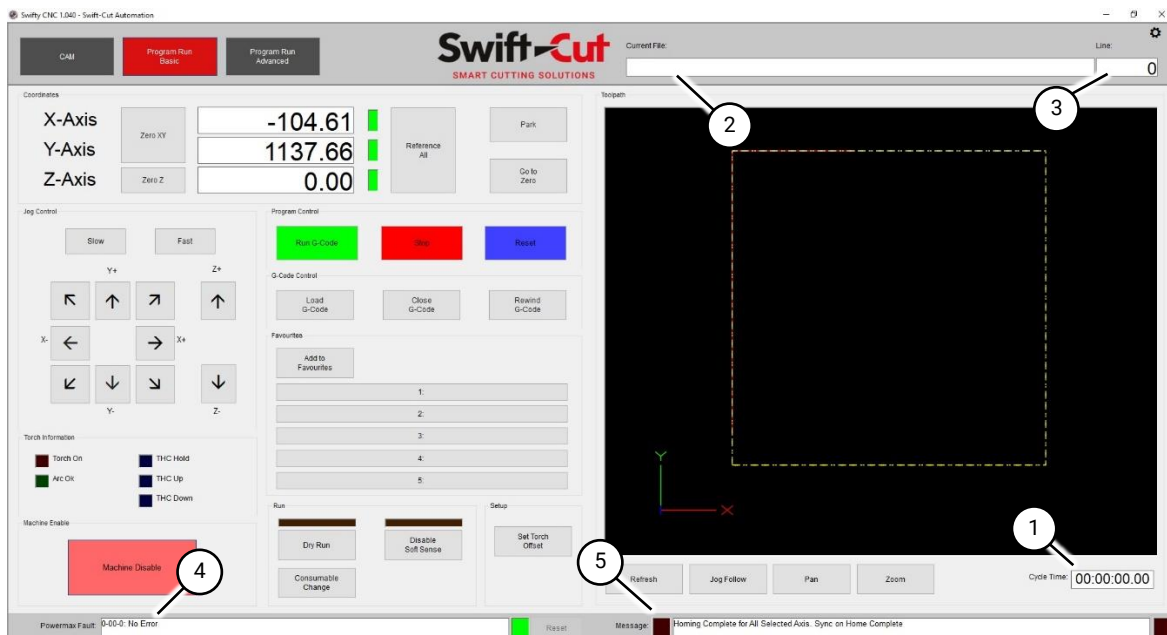 Swifty CNC 1.040 - Swift-Cut Automation
CAM
Program Run
Basic
Program Run
Advanced
Swift-Cut
SMART CUTTING SOLUTIONS
Current File:
Line:
0
2
3
Coordinates
X-Axis
Y-Axis
Z-Axis
Zero XY
Zero Z
-104.61
1137.66
0.00
Reference
All
Park
Go to
Zero
Toolpath
Jog Control
Slow
Fast
Y+
Z+
X-
X+
Y-
Z-
Program Control
Run G-Code
Stop
Reset
G-Code Control
Load
G-Code
Close
G-Code
Rewind
G-Code
Favourites
Add to
Favourites
1:
2:
3:
4:
5:
Torch Information
Torch On
Arc Ok
THC Hold
THC Up
THC Down
Machine Enable
Machine Disable
4
Run
Dry Run
Disable
Soft Sense
Consumable
Change
Setup
Set Torch
Offset
Y
X
1
5
Refresh
Jog Follow
Pan
Zoom
Cycle Time:
00:00:00.00
Powermax Fault:
0-00-0: No Error
Reset
Message:
Homing Complete for All Selected Axis. Sync on Home Complete